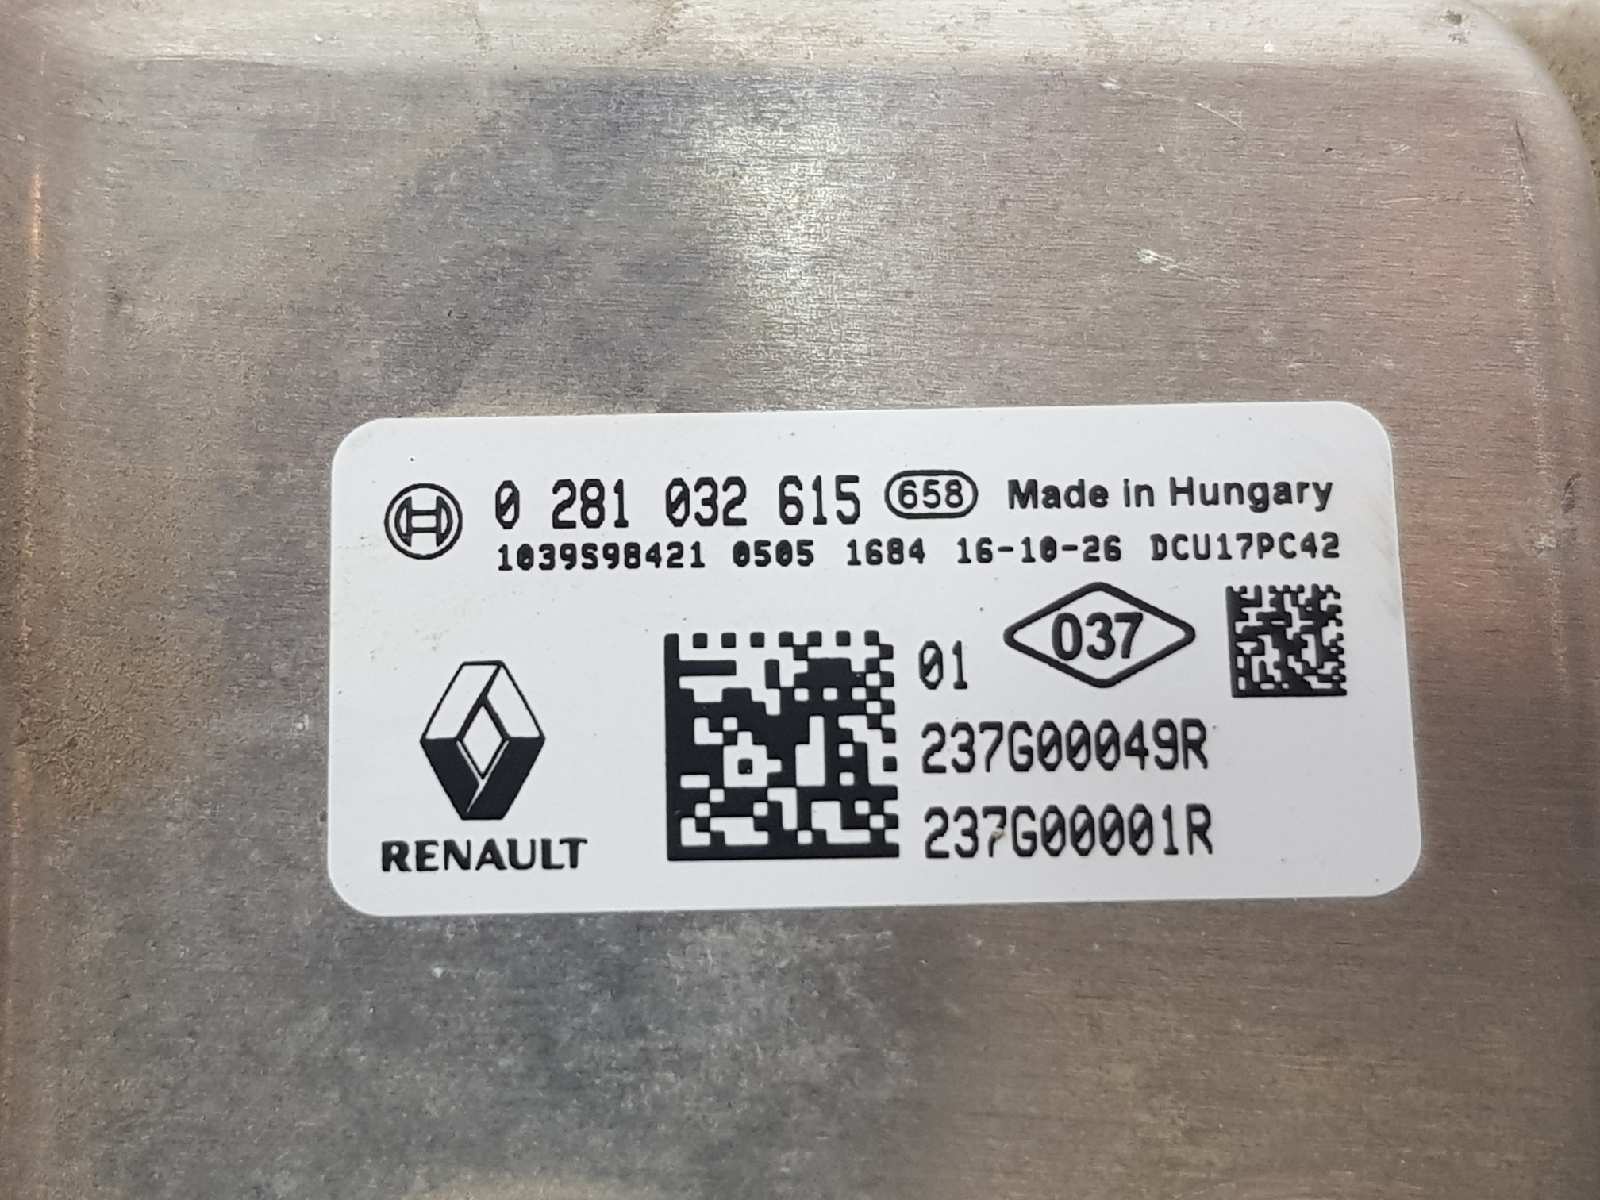 0 281 032 615 658 Made in Hungary
1039S98421 0505 1684 16-10-26 DCU17PC42
01 037
237G00049R
237G00001R
RENAULT